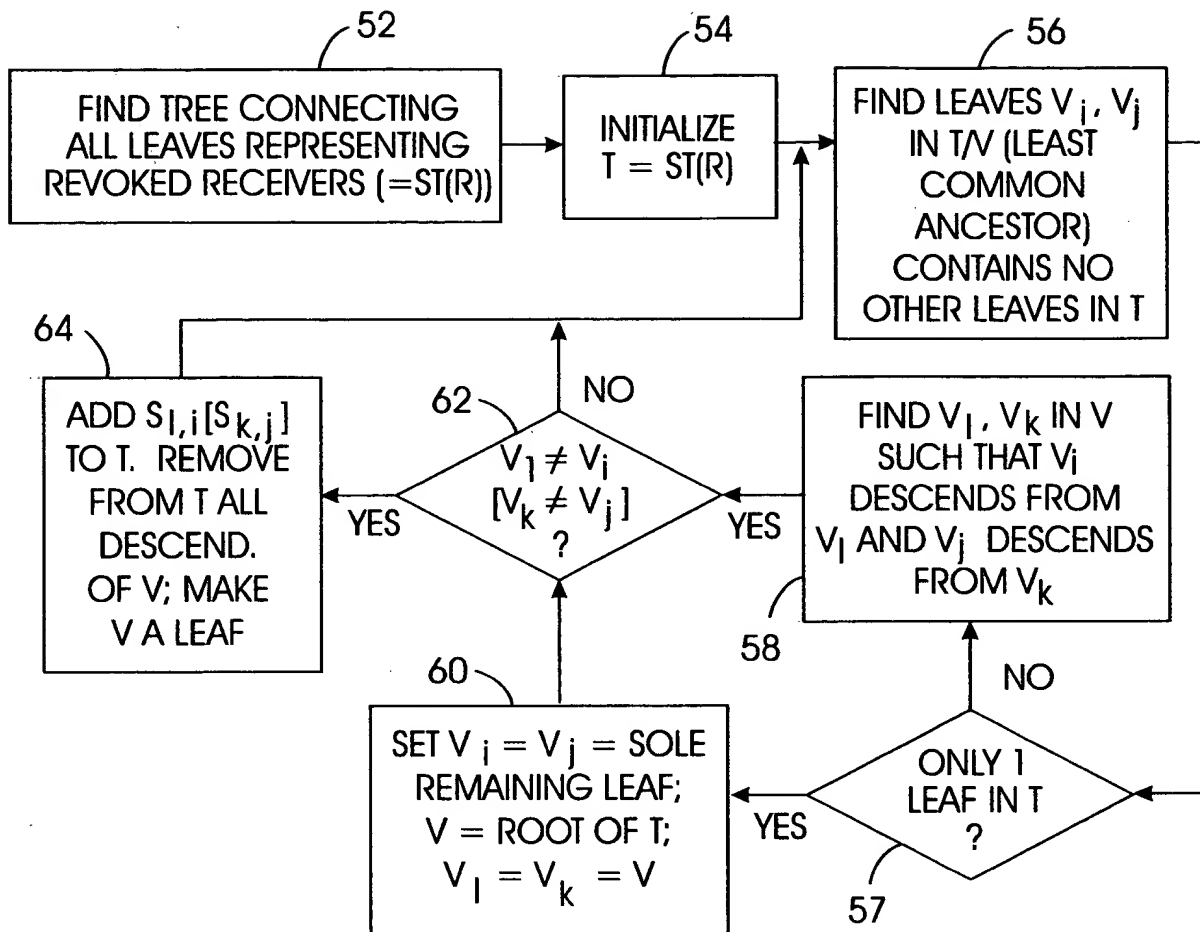 52
FIND TREE CONNECTING
ALL LEAVES REPRESENTING
REVOKED RECEIVERS (=ST(R))
54
INITIALIZE
T = ST(R)
56
FIND LEAVES V i , V j
IN T/V (LEAST
COMMON
ANCESTOR)
CONTAINS NO
OTHER LEAVES IN T
64
ADD S l,i [S k,j ]
TO T. REMOVE
FROM T ALL
DESCEND.
OF V; MAKE
V A LEAF
62
V 1 ≠ V i
[V k ≠ V j ]
?
NO
YES
FIND V l , V k IN V
SUCH THAT V i
DESCENDS FROM
V l AND V j DESCENDS
FROM V k
58
YES
NO
60
SET V i = V j = SOLE
REMAINING LEAF;
V = ROOT OF T;
V l = V k = V
ONLY 1
LEAF IN T
?
YES
57